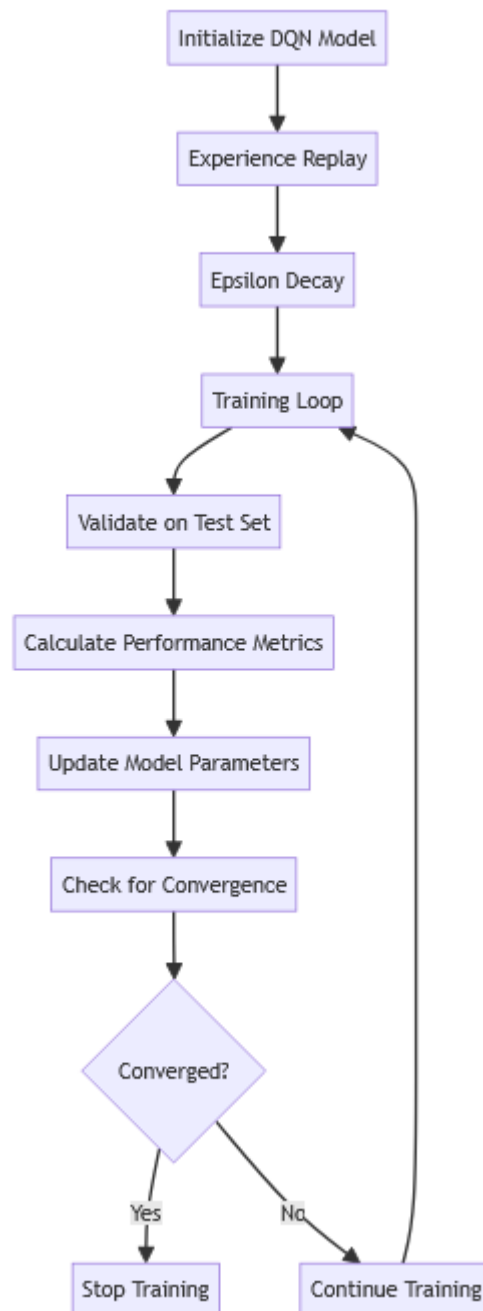 Initialize DQN Model
Experience Replay
Epsilon Decay
Training Loop
Validate on Test Set
Calculate Performance Metrics
Update Model Parameters
Check for Convergence
Converged?
Yes
No
Stop Training
Continue Training